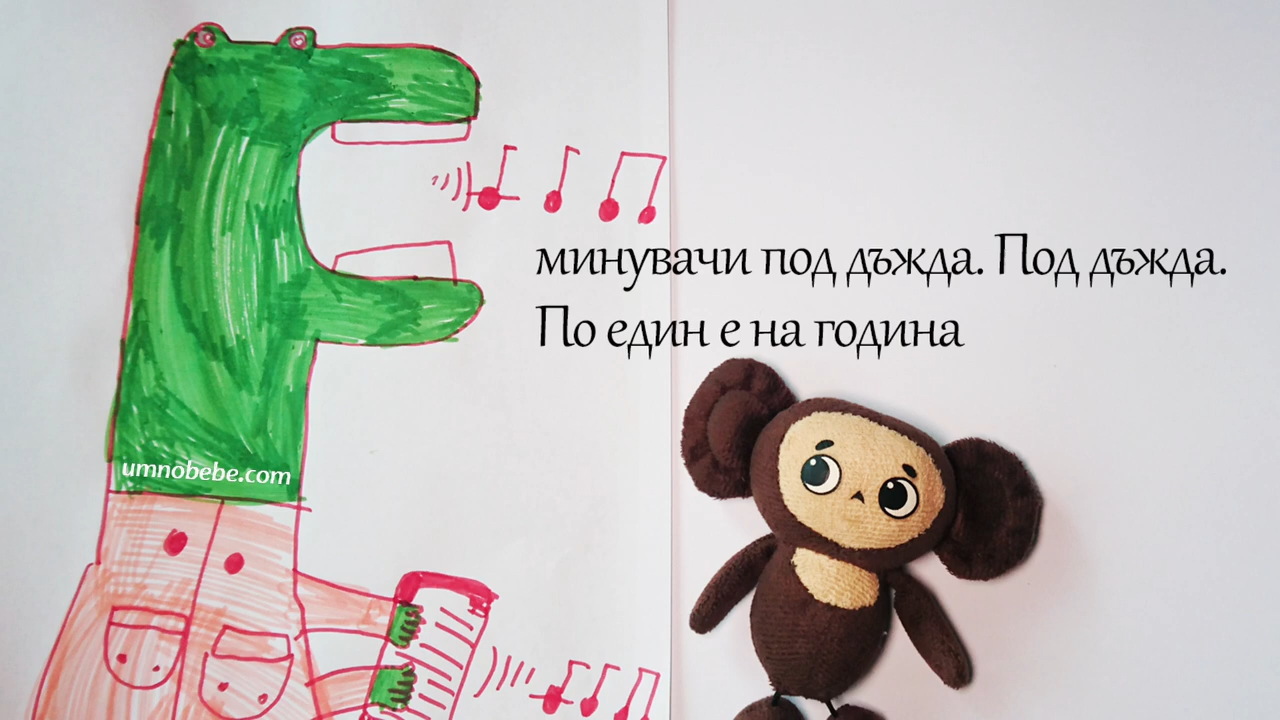 минувачи под дъжда. Под дъжда.
По един е на година
umnobebe.com